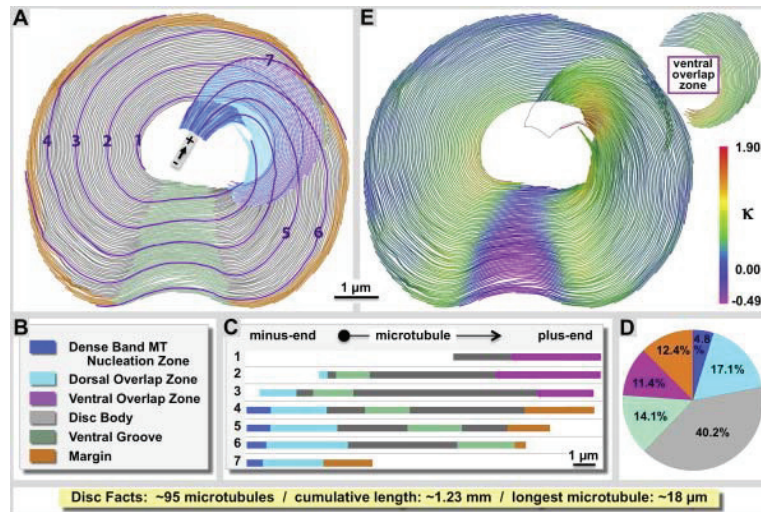 A
7
4
3
2
1
+
-
5
6
1 µm
E
ventral
overlap
zone
1.90
κ
0.00
-0.49
B
Dense Band MT
Nucleation Zone
Dorsal Overlap Zone
Ventral Overlap Zone
Disc Body
Ventral Groove
Margin
C
minus-end microtubule plus-end
1
2
3
4
5
6
7
1 µm
D
4.8
%
12.4%
17.1%
11.4%
14.1%
40.2%
Disc Facts: ~95 microtubules / cumulative length: ~1.23 mm / longest microtubule: ~18 µm